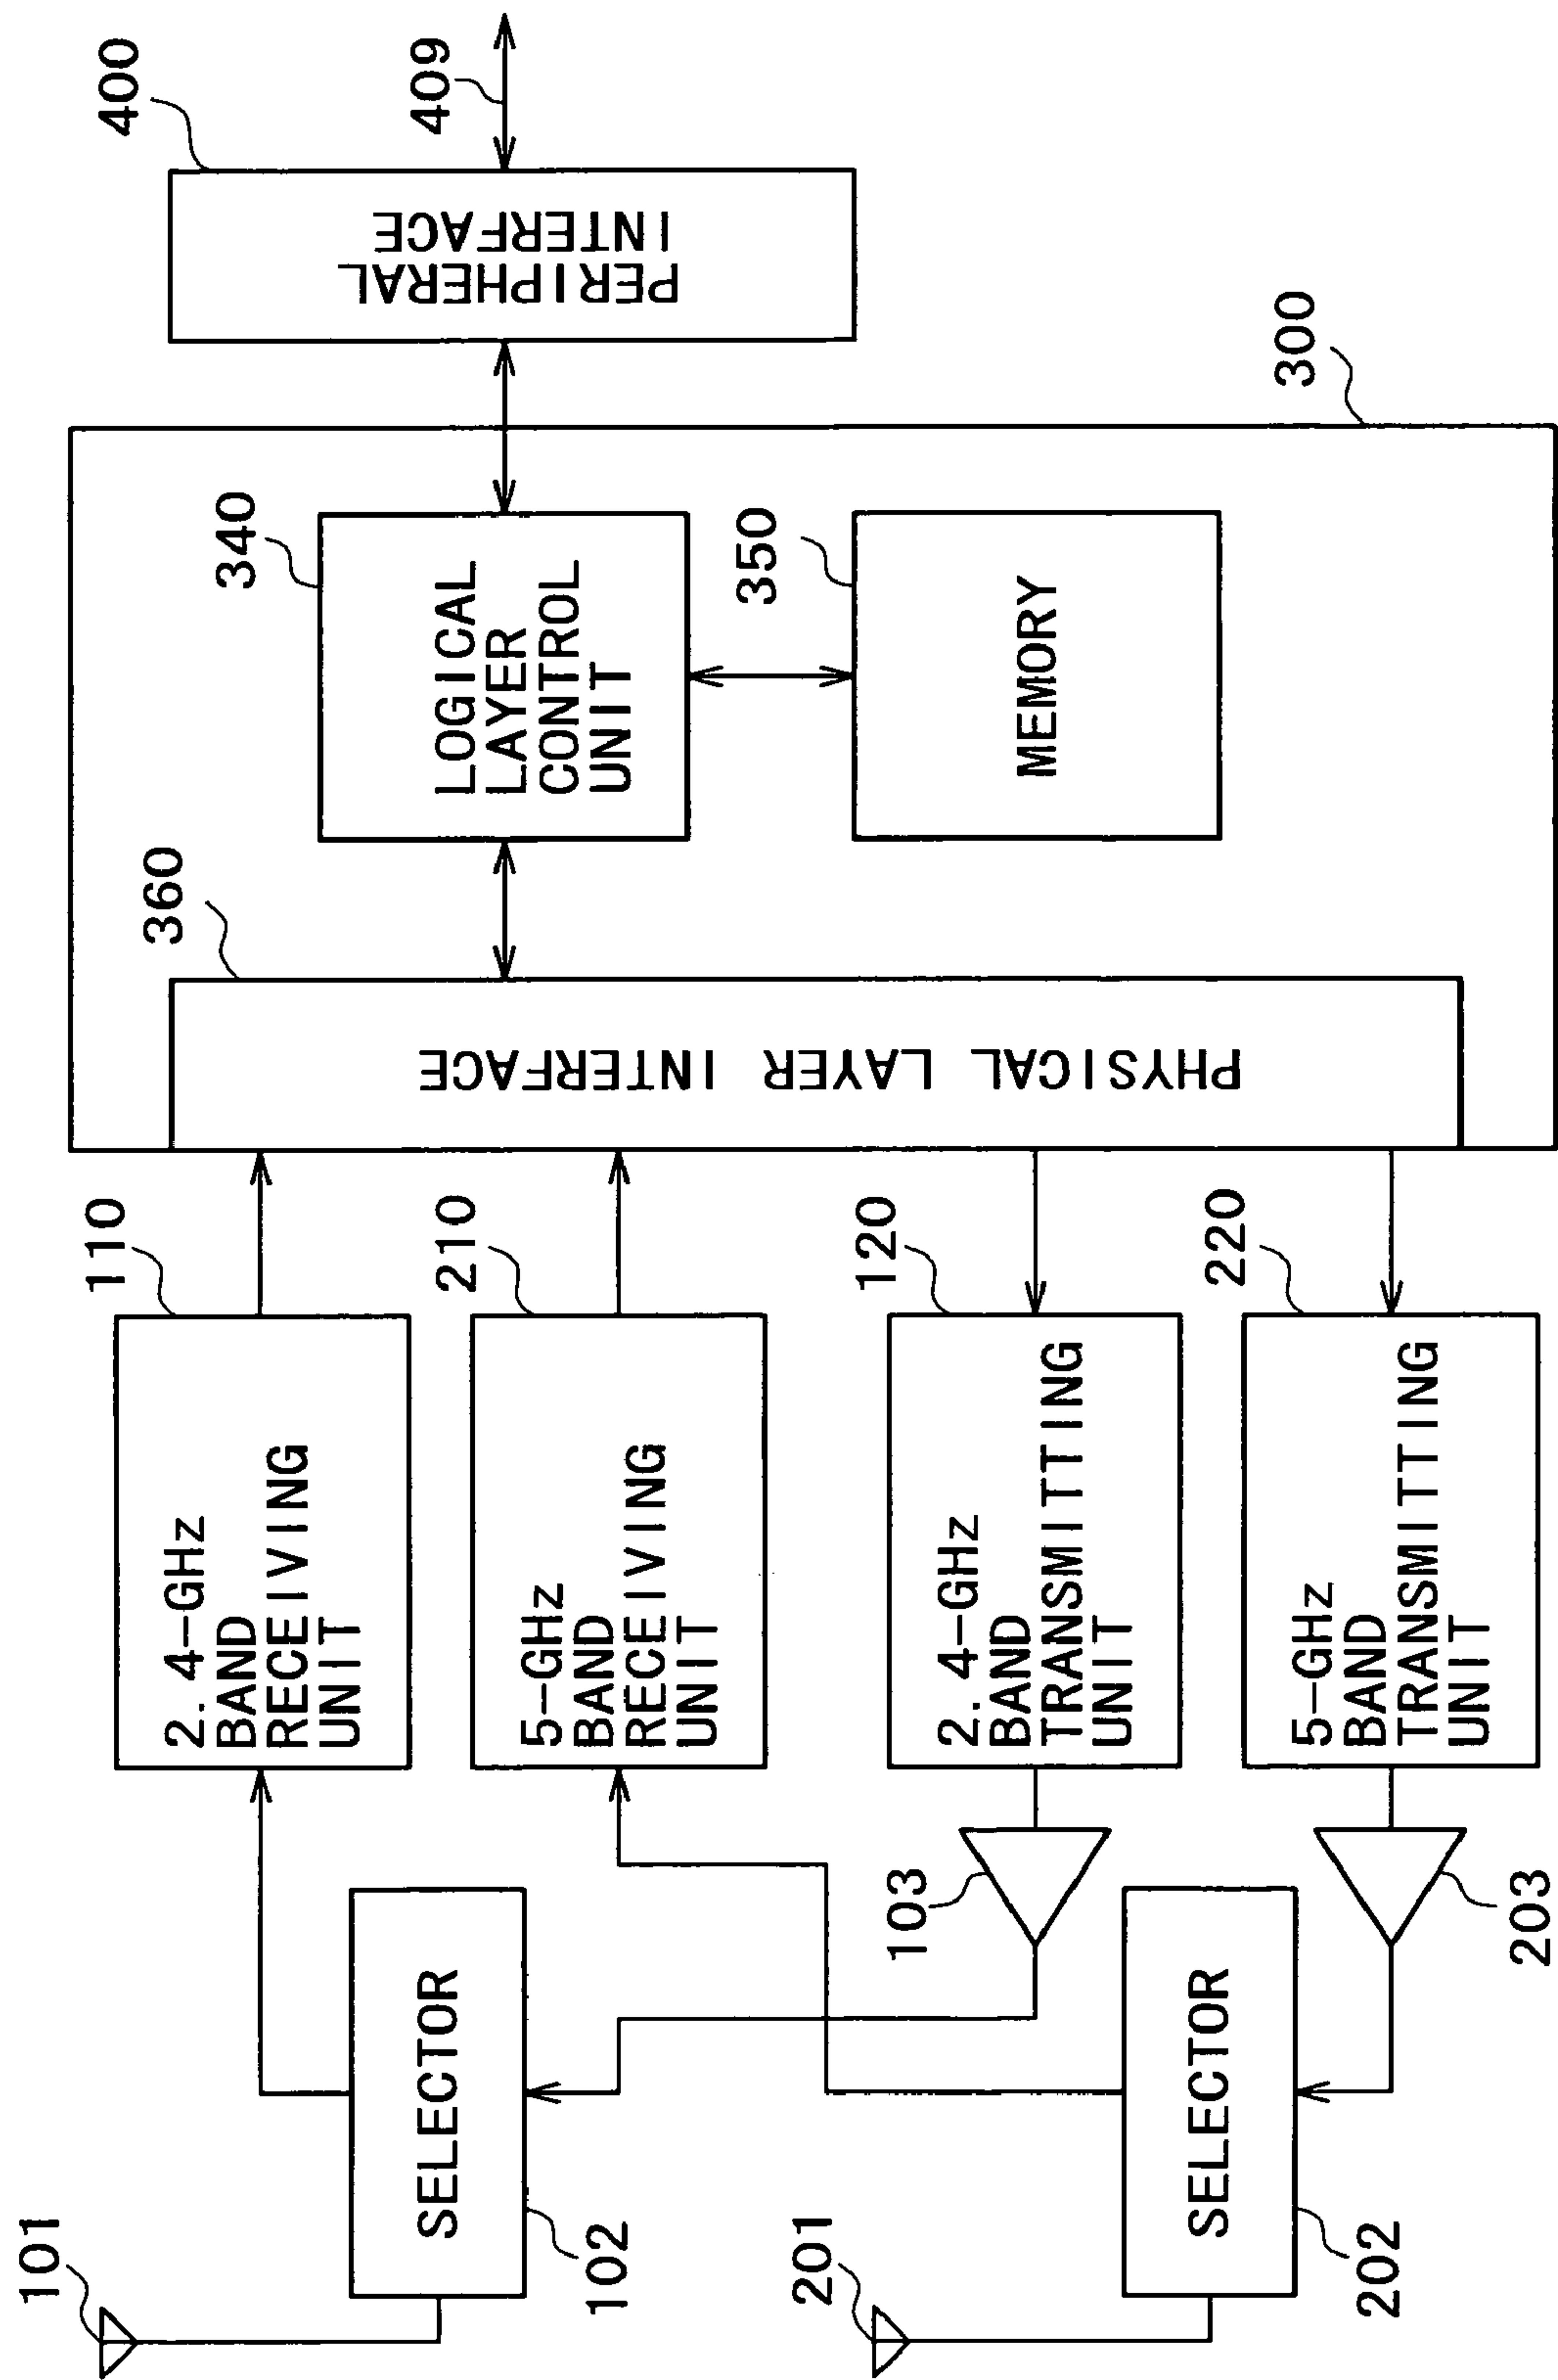 101
SELECTOR
102
2.4-GHz
BAND
RECEIVING
UNIT
110
5-GHz
BAND
RECEIVING
UNIT
210
103
2.4-GHz
BAND
TRANSMITTING
UNIT
120
201
SELECTOR
202
203
5-GHz
BAND
TRANSMITTING
UNIT
220
PHYSICAL LAYER INTERFACE
360
LOGICAL
LAYER
CONTROL
UNIT
340
MEMORY
350
300
PERIPHERAL
INTERFACE
400
409